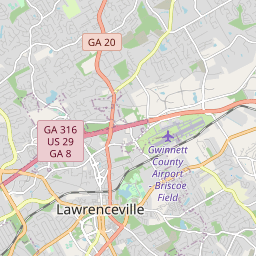 GA 20
GA 316
US 29
GA 8
Gwinnett
County
Airport
- Briscoe
Field
Lawrenceville